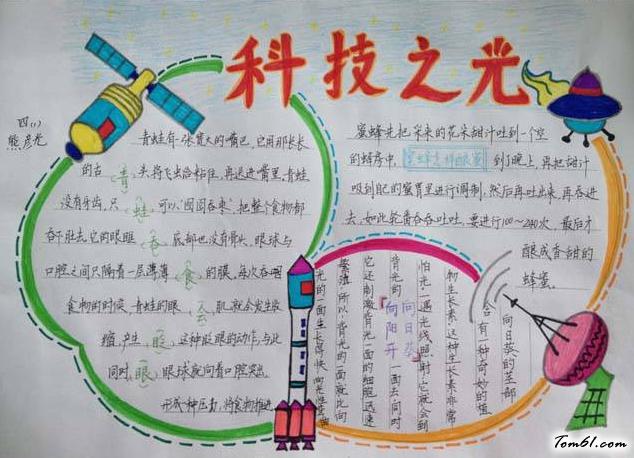 科技之光
四(1)
熊彦光
青蛙有一张宽大的嘴巴，它用那长长
的舌头将飞虫给粘住，再送进嘴里，青蛙
没有牙齿，只可以“囫囵吞枣”，把整个食物都
吞下肚去，它的眼眶底部也没有骨头，眼球与
口腔之间只隔着一层薄薄的膜，每次吞咽
食物的时候，青蛙的眼肌就会发生收
缩，产生这种眨眼的动作，与此
同时，眼球就向着口腔突出，
形成一种压力，将食物推进
青蛙吞食会眨眼
蜜蜂先把采来的花朵甜汁吐到一个空
的蜂房中，到了晚上，再把甜汁
吸到自己的蜜胃里进行调制，然后再吐出来，再吞进
去，如此轮番吞吞吐吐，要进行100～240次，最后才
酿成香甜的
蜂蜜。
蜜蜂怎样酿蜜
向日葵的茎部
含有一种奇妙的植
物生长素，这种生长素非常
怕光，一遇光线照射，它就会到
背光的一面去，同时
它还刺激背光一面的细胞迅速
繁殖，所以，背光的一面就比向
光的一面生长得快
向日葵
向阳开
Tom61.com